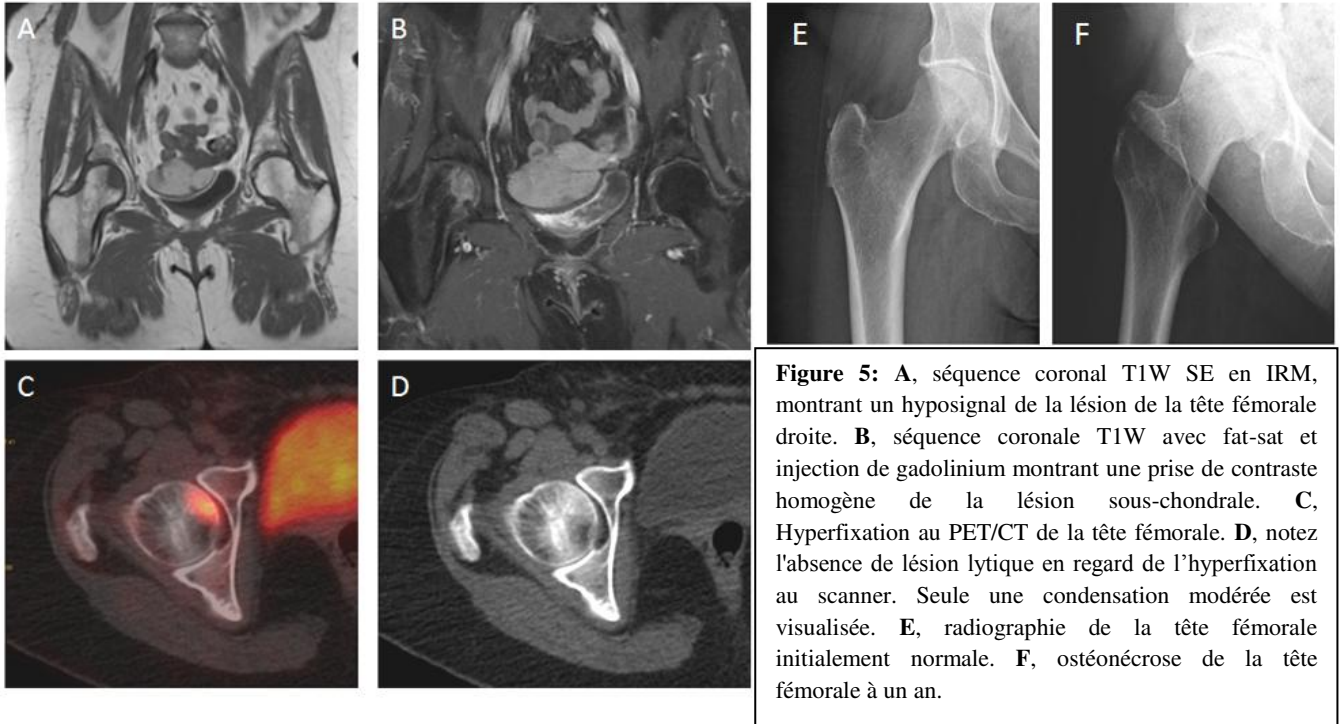 A
B
E
F
C
D
Figure 5: A, séquence coronal T1W SE en IRM,
montrant un hyposignal de la lésion de la tête fémorale
droite. B, séquence coronale T1W avec fat-sat et
injection de gadolinium montrant une prise de contraste
homogène de la lésion sous-chondrale. C,
Hyperfixation au PET/CT de la tête fémorale. D, notez
l'absence de lésion lytique en regard de l’hyperfixation
au scanner. Seule une condensation modérée est
visualisée. E, radiographie de la tête fémorale
initialement normale. F, ostéonécrose de la tête
fémorale à un an.